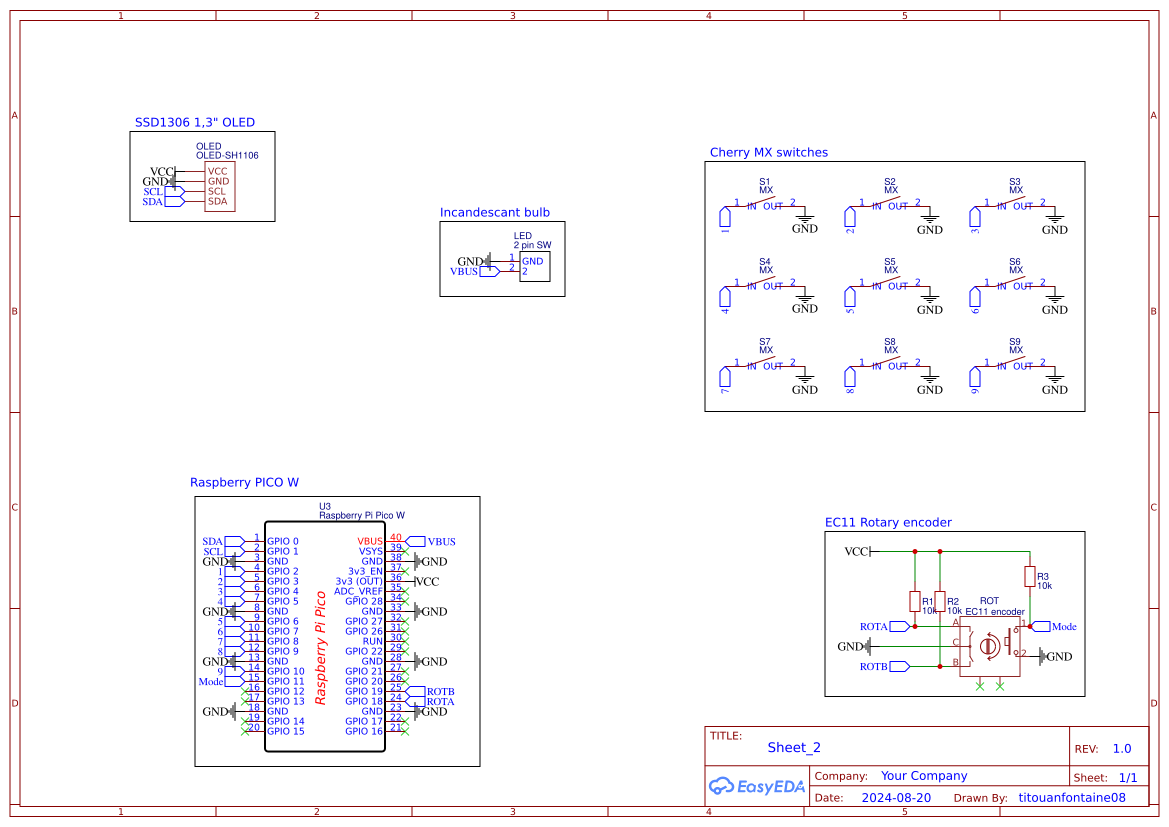 1 2 3 4 5
A A
SSD1306 1,3" OLED
OLED
OLED-SH1106
VCC VCC
GND GND
SCL SCL
SDA SDA
Cherry MX switches
S1 S2 S3
MX MX MX
1 IN OUT 2 1 IN OUT 2 1 IN OUT 2
1 GND 2 GND 3 GND
Incandescant bulb
LED
2 pin SW
GND 1 GND
VBUS 2 2
S4 S5 S6
MX MX MX
1 IN OUT 2 1 IN OUT 2 1 IN OUT 2
4 GND 5 GND 6 GND
B B
S7 S8 S9
MX MX MX
1 IN OUT 2 1 IN OUT 2 1 IN OUT 2
7 GND 8 GND 9 GND
Raspberry PICO W
C C
U3
Raspberry Pi Pico W
Raspberry Pi Pico
SDA 1 GPIO 0 VBUS 40 VBUS
SCL 2 GPIO 1 VSYS 39
GND 3 GND GND 38 GND
1 4 GPIO 2 3v3_EN 37
2 5 GPIO 3 3v3 (OUT) 36 VCC
3 6 GPIO 4 ADC_VREF 35
4 7 GPIO 5 GPIO 28 34
GND 8 GND GND 33 GND
5 9 GPIO 6 GPIO 27 32
6 10 GPIO 7 GPIO 26 31
7 11 GPIO 8 RUN 30
8 12 GPIO 9 GPIO 22 29
GND 13 GND GND 28 GND
9 14 GPIO 10 GPIO 21 27
Mode 15 GPIO 11 GPIO 20 26
16 GPIO 12 GPIO 19 25 ROTB
17 GPIO 13 GPIO 18 24 ROTA
GND 18 GND GND 23 GND
19 GPIO 14 GPIO 17 22
20 GPIO 15 GPIO 16 21
EC11 Rotary encoder
VCC
R3
10k
R1 R2
10k 10k
ROT
EC11 encoder
ROTA A 1 Mode
GND C 2 GND
ROTB B
D D
TITLE:
Sheet_2
REV: 1.0
EasyEDA
Company: Your Company
Sheet: 1/1
Date: 2024-08-20 Drawn By: titouanfontaine08
1 2 3 4 5